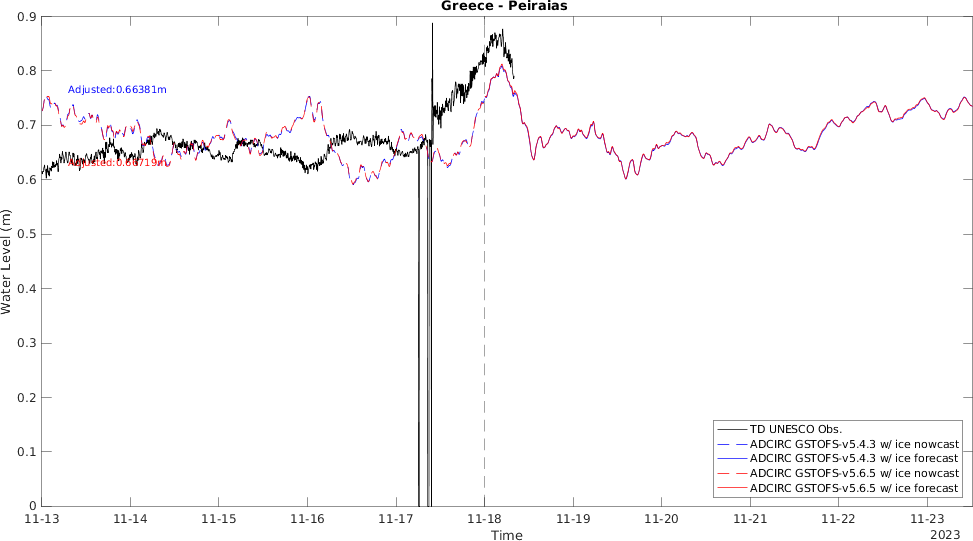 Greece - Peiraias
0.9
0.8
0.7
0.6
0.5
0.4
0.3
0.2
0.1
0
Water Level (m)
Adjusted:0.66381m
Adjusted:0.66719m
TD UNESCO Obs.
ADCIRC GSTOFS-v5.4.3 w/ ice nowcast
ADCIRC GSTOFS-v5.4.3 w/ ice forecast
ADCIRC GSTOFS-v5.6.5 w/ ice nowcast
ADCIRC GSTOFS-v5.6.5 w/ ice forecast
11-13 11-14 11-15 11-16 11-17 11-18 11-19 11-20 11-21 11-22 11-23
Time
2023